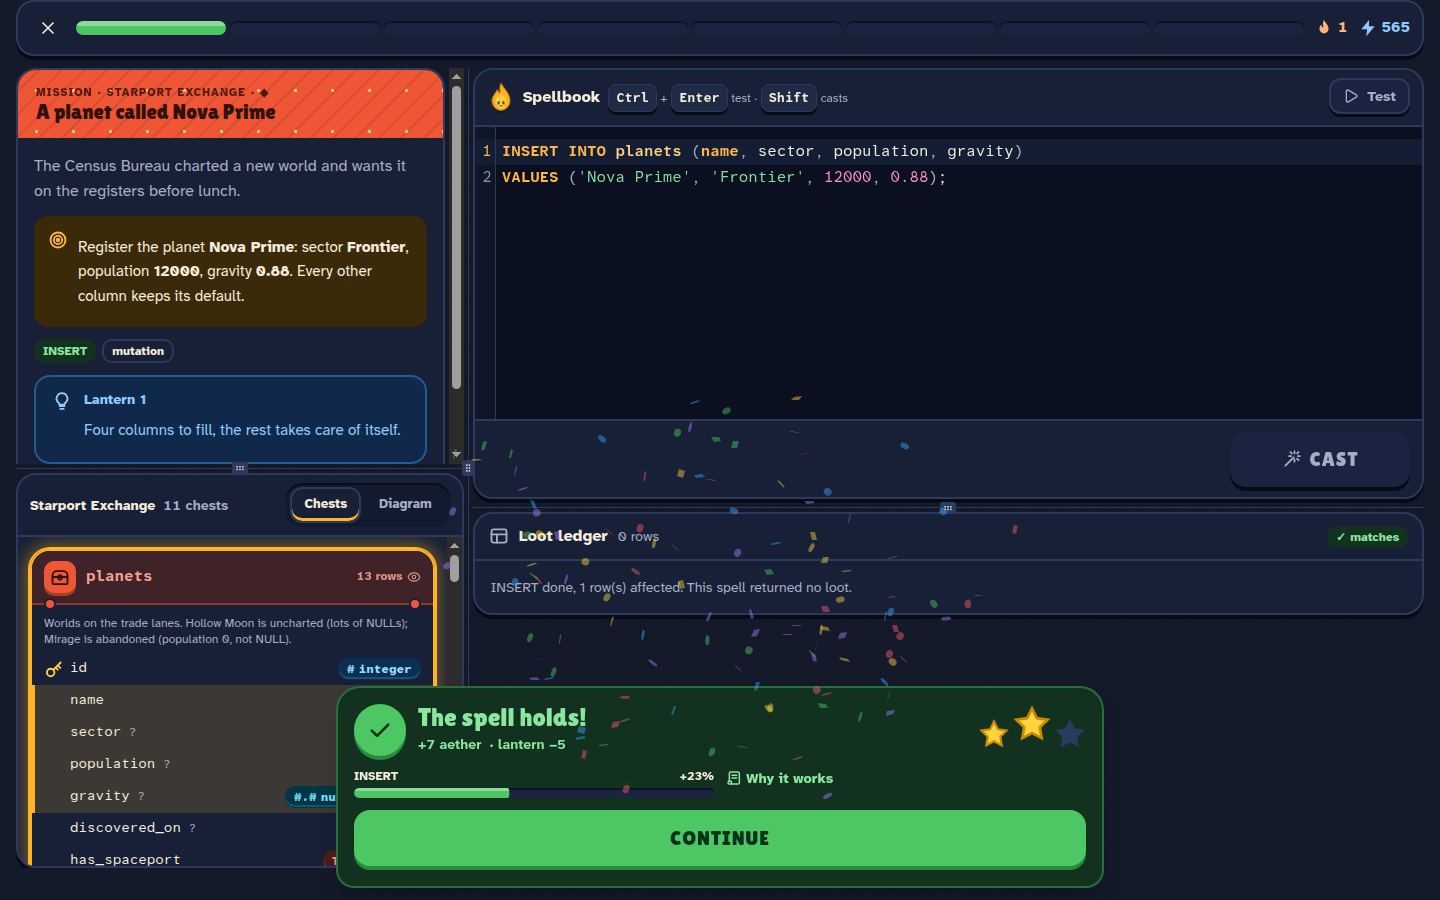 1 565
MISSION · STARPORT EXCHANGE · ◆
A planet called Nova Prime
The Census Bureau charted a new world and wants it
on the registers before lunch.
Register the planet Nova Prime: sector Frontier,
population 12000, gravity 0.88. Every other
column keeps its default.
INSERT mutation
Lantern 1
Four columns to fill, the rest takes care of itself.
Starport Exchange 11 chests Chests Diagram
planets 13 rows
Worlds on the trade lanes. Hollow Moon is uncharted (lots of NULLs);
Mirage is abandoned (population 0, not NULL).
id # integer
name
sector ?
population ?
gravity ? #.# nu
discovered_on ?
has_spaceport
Spellbook Ctrl + Enter test · Shift casts Test
1 INSERT INTO planets (name, sector, population, gravity)
2 VALUES ('Nova Prime', 'Frontier', 12000, 0.88);
CAST
Loot ledger 0 rows ✓ matches
INSERT done, 1 row(s) affected. This spell returned no loot.
The spell holds!
+7 aether · lantern −5
INSERT +23% Why it works
CONTINUE